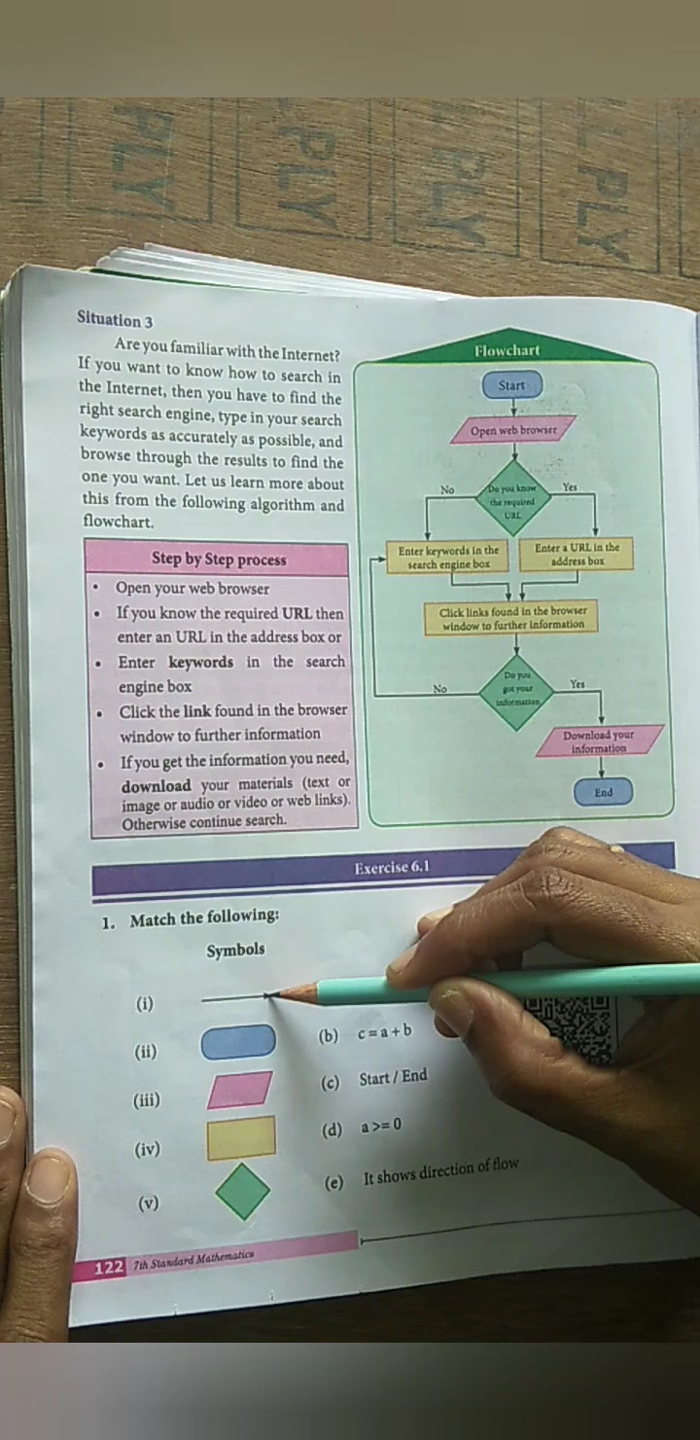 PLY
PLY
L PLY
PLY
Situation 3
Are you familiar with the Internet?
If you want to know how to search in
the Internet, then you have to find the
right search engine, type in your search
keywords as accurately as possible, and
browse through the results to find the
one you want. Let us learn more about
this from the following algorithm and
flowchart.
Step by Step process
• Open your web browser
• If you know the required URL then
enter an URL in the address box or
• Enter keywords in the search
engine box
• Click the link found in the browser
window to further information
• If you get the information you need,
download your materials (text or
image or audio or video or web links).
Otherwise continue search.
Flowchart
Start
Open web browser
Do you know
the required
URL
No
Yes
Enter keywords in the
search engine box
Enter a URL in the
address box
Click links found in the browser
window to further information
Do you
got your
information
No
Yes
Download your
information
End
Exercise 6.1
1. Match the following:
Symbols
(i)
(ii)
(b) c = a + b
(iii)
(c) Start / End
(iv)
(d) a >= 0
(v)
(e) It shows direction of flow
122 7th Standard Mathematics